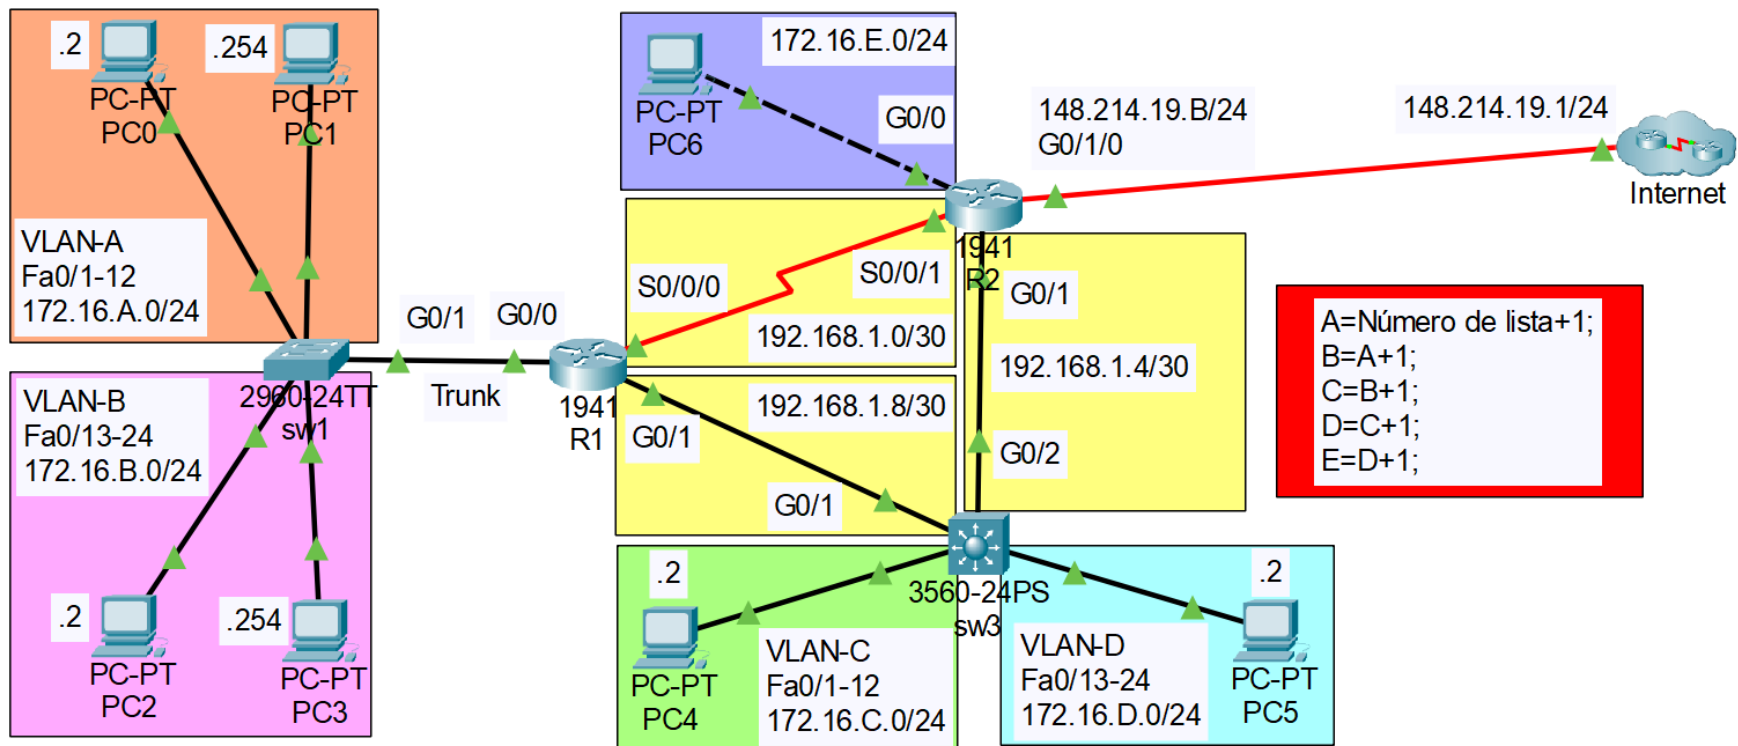 .2
PC-PT
PC0
.254
PC-PT
PC1
VLAN-A
Fa0/1-12
172.16.A.0/24
2960-24TT
sw1
VLAN-B
Fa0/13-24
172.16.B.0/24
.2
PC-PT
PC2
.254
PC-PT
PC3
G0/1
G0/0
Trunk
1941
R1
172.16.E.0/24
PC-PT
PC6
G0/0
S0/0/0
S0/0/1
192.168.1.0/30
1941
R2
148.214.19.B/24
G0/1/0
148.214.19.1/24
Internet
G0/1
192.168.1.4/30
G0/2
192.168.1.8/30
G0/1
G0/1
3560-24PS
sw3
.2
PC-PT
PC4
VLAN-C
Fa0/1-12
172.16.C.0/24
VLAN-D
Fa0/13-24
172.16.D.0/24
.2
PC-PT
PC5
A=Número de lista+1;
B=A+1;
C=B+1;
D=C+1;
E=D+1;